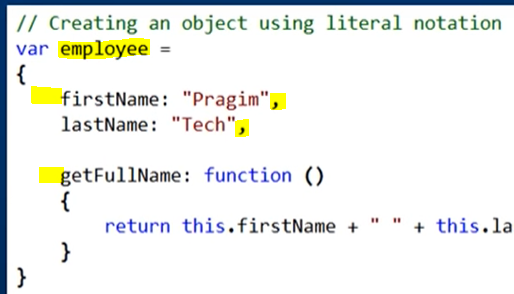 // Creating an object using literal notation
var employee =
{
firstName: "Pragim",
lastName: "Tech",
getFullName: function ()
{
return this.firstName + " " + this.la
}
}